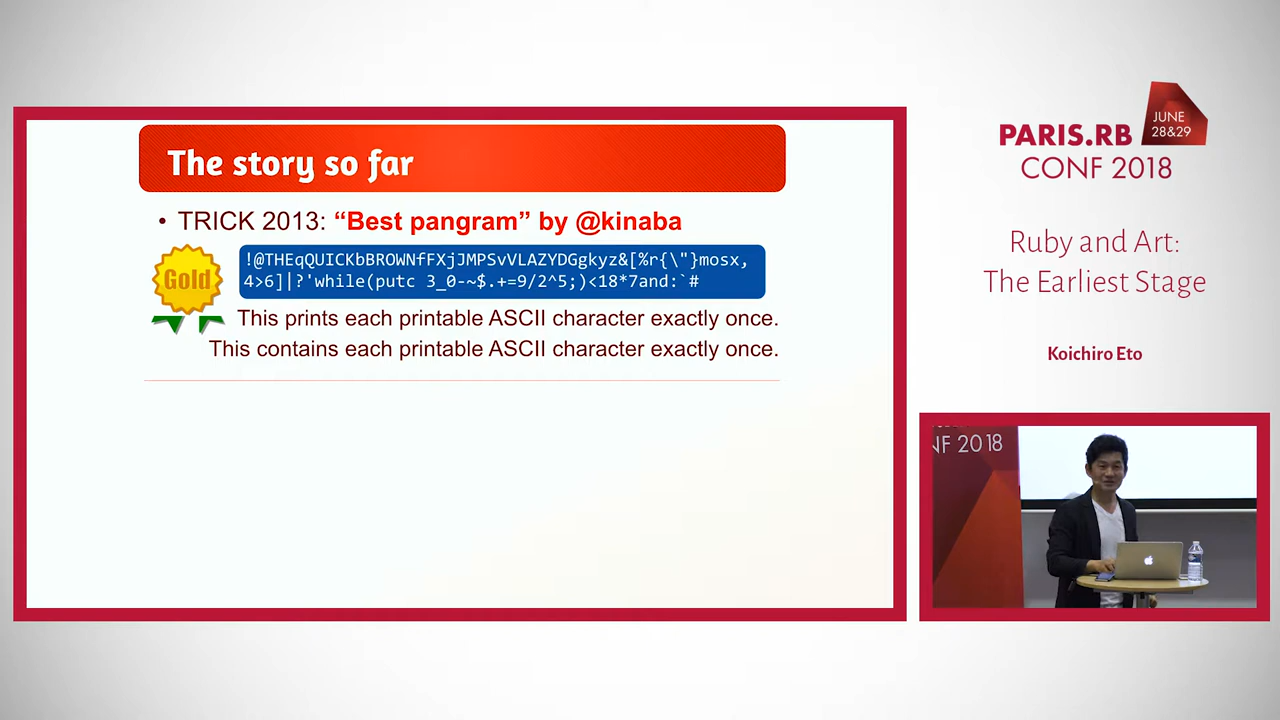 The story so far
• TRICK 2013: “Best pangram” by @kinaba
Gold
!@THEqQUICKbBROWNfFXjJMPSvVLAZYDGgkyz&[%r{\"}mosx,
4>6]|?'while(putc 3_0-~$.+=9/2^5;)<18*7and:`#
This prints each printable ASCII character exactly once.
This contains each printable ASCII character exactly once.
PARIS.RB
JUNE
28&29
CONF 2018
Ruby and Art:
The Earliest Stage
Koichiro Eto
NF 2018